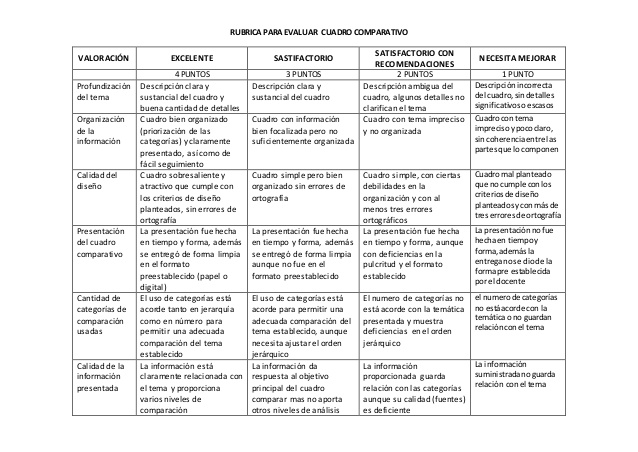 RUBRICA PARA EVALUAR CUADRO COMPARATIVO
VALORACIÓN
EXCELENTE
SASTIFACTORIO
SATISFACTORIO CON
RECOMENDACIONES
NECESITA MEJORAR
4 PUNTOS
3 PUNTOS
2 PUNTOS
1 PUNTO
Profundización
del tema
Descripción clara y
sustancial del cuadro y
buena cantidad de detalles
Descripción clara y
sustancial del cuadro
Descripción ambigua del
cuadro, algunos detalles no
clarifican el tema
Descripción incorrecta
del cuadro, sin detalles
significativos o escasos
Organización
de la
información
Cuadro bien organizado
(priorización de las
categorías) y claramente
presentado, así como de
fácil seguimiento
Cuadro con información
bien focalizada pero no
suficientemente organizada
Cuadro con tema impreciso
y no organizada
Cuadro con tema
impreciso y poco claro,
sin coherencia entre las
partes que lo componen
Calidad del
diseño
Cuadro sobresaliente y
atractivo que cumple con
los criterios de diseño
planteados, sin errores de
ortografía
Cuadro simple pero bien
organizado sin errores de
ortografía
Cuadro simple, con ciertas
debilidades en la
organización y con al
menos tres errores
ortográficos
Cuadro mal planteado
que no cumple con los
criterios de diseño
planteados y con más de
tres errores de ortografía
Presentación
del cuadro
comparativo
La presentación fue hecha
en tiempo y forma, además
se entregó de forma limpia
en el formato
preestablecido (papel o
digital)
La presentación fue hecha
en tiempo y forma, además
se entregó de forma limpia
aunque no fue en el
formato preestablecido
La presentación fue hecha
en tiempo y forma, aunque
con deficiencias en la
pulcritud y el formato
establecido
La presentación no fue
hecha en tiempo y
forma, además la
entrega no se dio de la
forma pre establecida
por el docente
Cantidad de
categorías de
comparación
usadas
El uso de categorías está
acorde tanto en jerarquía
como en número para
permitir una adecuada
comparación del tema
establecido
El uso de categorías está
acorde para permitir una
adecuada comparación del
tema establecido, aunque
necesita ajustar el orden
jerárquico
El numero de categorías no
está acorde con la temática
presentada y muestra
deficiencias en el orden
jerárquico
el numero de categorías
no está acorde con la
temática o no guardan
relación con el tema
Calidad de la
información
presentada
La información está
claramente relacionada con
el tema y proporciona
varios niveles de
comparación
La información da
respuesta al objetivo
principal del cuadro
comparar mas no aporta
otros niveles de análisis
La información
proporcionada guarda
relación con las categorías
aunque su calidad (fuentes)
es deficiente
La información
suministrada no guarda
relación con el tema